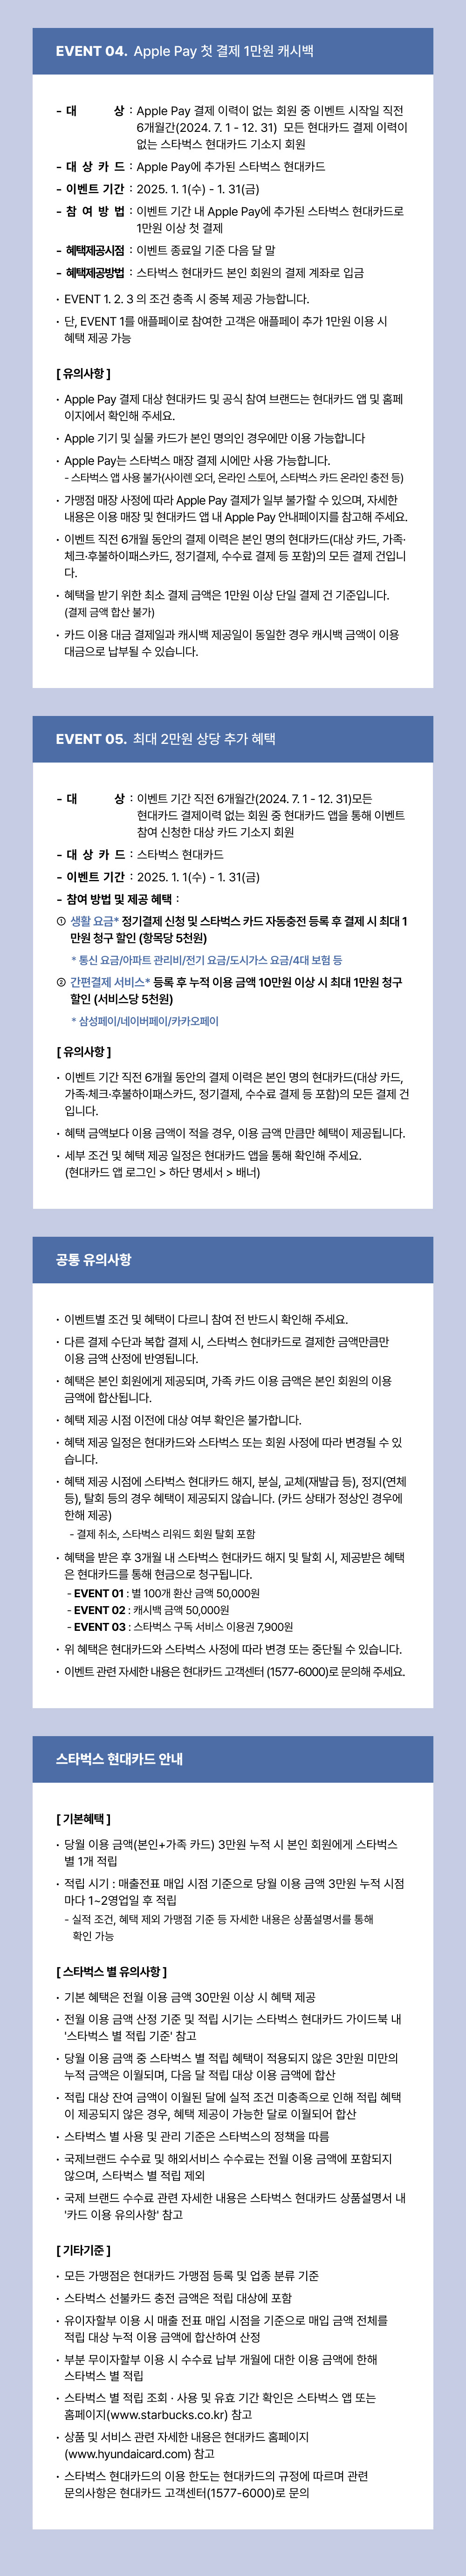 EVENT 04. Apple Pay 첫 결제 1만원 캐시백
- 대 상 : Apple Pay 결제 이력이 없는 회원 중 이벤트 시작일 직전
6개월간(2024. 7. 1 - 12. 31) 모든 현대카드 결제 이력이
없는 스타벅스 현대카드 기소지 회원
- 대 상 카 드 : Apple Pay에 추가된 스타벅스 현대카드
- 이벤트 기간 : 2025. 1. 1(수) - 1. 31(금)
- 참 여 방 법 : 이벤트 기간 내 Apple Pay에 추가된 스타벅스 현대카드로
1만원 이상 첫 결제
- 혜택제공시점 : 이벤트 종료일 기준 다음 달 말
- 혜택제공방법 : 스타벅스 현대카드 본인 회원의 결제 계좌로 입금
· EVENT 1. 2. 3 의 조건 충족 시 중복 제공 가능합니다.
· 단, EVENT 1를 애플페이로 참여한 고객은 애플페이 추가 1만원 이용 시
혜택 제공 가능
[ 유의사항 ]
· Apple Pay 결제 대상 현대카드 및 공식 참여 브랜드는 현대카드 앱 및 홈페
이지에서 확인해 주세요.
· Apple 기기 및 실물 카드가 본인 명의인 경우에만 이용 가능합니다
· Apple Pay는 스타벅스 매장 결제 시에만 사용 가능합니다.
- 스타벅스 앱 사용 불가(사이렌 오더, 온라인 스토어, 스타벅스 카드 온라인 충전 등)
· 가맹점 매장 사정에 따라 Apple Pay 결제가 일부 불가할 수 있으며, 자세한
내용은 이용 매장 및 현대카드 앱 내 Apple Pay 안내페이지를 참고해 주세요.
· 이벤트 직전 6개월 동안의 결제 이력은 본인 명의 현대카드(대상 카드, 가족·
체크·후불하이패스카드, 정기결제, 수수료 결제 등 포함)의 모든 결제 건입니
다.
· 혜택을 받기 위한 최소 결제 금액은 1만원 이상 단일 결제 건 기준입니다.
(결제 금액 합산 불가)
· 카드 이용 대금 결제일과 캐시백 제공일이 동일한 경우 캐시백 금액이 이용
대금으로 납부될 수 있습니다.
EVENT 05. 최대 2만원 상당 추가 혜택
- 대 상 : 이벤트 기간 직전 6개월간(2024. 7. 1 - 12. 31)모든
현대카드 결제이력 없는 회원 중 현대카드 앱을 통해 이벤트
참여 신청한 대상 카드 기소지 회원
- 대 상 카 드 : 스타벅스 현대카드
- 이벤트 기간 : 2025. 1. 1(수) - 1. 31(금)
- 참여 방법 및 제공 혜택 :
① 생활 요금* 정기결제 신청 및 스타벅스 카드 자동충전 등록 후 결제 시 최대 1
만원 청구 할인 (항목당 5천원)
* 통신 요금/아파트 관리비/전기 요금/도시가스 요금/4대 보험 등
② 간편결제 서비스* 등록 후 누적 이용 금액 10만원 이상 시 최대 1만원 청구
할인 (서비스당 5천원)
* 삼성페이/네이버페이/카카오페이
[ 유의사항 ]
· 이벤트 기간 직전 6개월 동안의 결제 이력은 본인 명의 현대카드(대상 카드,
가족·체크·후불하이패스카드, 정기결제, 수수료 결제 등 포함)의 모든 결제 건
입니다.
· 혜택 금액보다 이용 금액이 적을 경우, 이용 금액 만큼만 혜택이 제공됩니다.
· 세부 조건 및 혜택 제공 일정은 현대카드 앱을 통해 확인해 주세요.
(현대카드 앱 로그인 > 하단 명세서 > 배너)
공통 유의사항
· 이벤트별 조건 및 혜택이 다르니 참여 전 반드시 확인해 주세요.
· 다른 결제 수단과 복합 결제 시, 스타벅스 현대카드로 결제한 금액만큼만
이용 금액 산정에 반영됩니다.
· 혜택은 본인 회원에게 제공되며, 가족 카드 이용 금액은 본인 회원의 이용
금액에 합산됩니다.
· 혜택 제공 시점 이전에 대상 여부 확인은 불가합니다.
· 혜택 제공 일정은 현대카드와 스타벅스 또는 회원 사정에 따라 변경될 수 있
습니다.
· 혜택 제공 시점에 스타벅스 현대카드 해지, 분실, 교체(재발급 등), 정지(연체
등), 탈회 등의 경우 혜택이 제공되지 않습니다. (카드 상태가 정상인 경우에
한해 제공)
- 결제 취소, 스타벅스 리워드 회원 탈회 포함
· 혜택을 받은 후 3개월 내 스타벅스 현대카드 해지 및 탈회 시, 제공받은 혜택
은 현대카드를 통해 현금으로 청구됩니다.
- EVENT 01 : 별 100개 환산 금액 50,000원
- EVENT 02 : 캐시백 금액 50,000원
- EVENT 03 : 스타벅스 구독 서비스 이용권 7,900원
· 위 혜택은 현대카드와 스타벅스 사정에 따라 변경 또는 중단될 수 있습니다.
· 이벤트 관련 자세한 내용은 현대카드 고객센터 (1577-6000)로 문의해 주세요.
스타벅스 현대카드 안내
[ 기본혜택 ]
· 당월 이용 금액(본인+가족 카드) 3만원 누적 시 본인 회원에게 스타벅스
별 1개 적립
· 적립 시기 : 매출전표 매입 시점 기준으로 당월 이용 금액 3만원 누적 시점
마다 1~2영업일 후 적립
- 실적 조건, 혜택 제외 가맹점 기준 등 자세한 내용은 상품설명서를 통해
확인 가능
[ 스타벅스 별 유의사항 ]
· 기본 혜택은 전월 이용 금액 30만원 이상 시 혜택 제공
· 전월 이용 금액 산정 기준 및 적립 시기는 스타벅스 현대카드 가이드북 내
'스타벅스 별 적립 기준' 참고
· 당월 이용 금액 중 스타벅스 별 적립 혜택이 적용되지 않은 3만원 미만의
누적 금액은 이월되며, 다음 달 적립 대상 이용 금액에 합산
· 적립 대상 잔여 금액이 이월된 달에 실적 조건 미충족으로 인해 적립 혜택
이 제공되지 않은 경우, 혜택 제공이 가능한 달로 이월되어 합산
· 스타벅스 별 사용 및 관리 기준은 스타벅스의 정책을 따름
· 국제브랜드 수수료 및 해외서비스 수수료는 전월 이용 금액에 포함되지
않으며, 스타벅스 별 적립 제외
· 국제 브랜드 수수료 관련 자세한 내용은 스타벅스 현대카드 상품설명서 내
'카드 이용 유의사항' 참고
[ 기타기준 ]
· 모든 가맹점은 현대카드 가맹점 등록 및 업종 분류 기준
· 스타벅스 선불카드 충전 금액은 적립 대상에 포함
· 유이자할부 이용 시 매출 전표 매입 시점을 기준으로 매입 금액 전체를
적립 대상 누적 이용 금액에 합산하여 산정
· 부분 무이자할부 이용 시 수수료 납부 개월에 대한 이용 금액에 한해
스타벅스 별 적립
· 스타벅스 별 적립 조회 · 사용 및 유효 기간 확인은 스타벅스 앱 또는
홈페이지(www.starbucks.co.kr) 참고
· 상품 및 서비스 관련 자세한 내용은 현대카드 홈페이지
(www.hyundaicard.com) 참고
· 스타벅스 현대카드의 이용 한도는 현대카드의 규정에 따르며 관련
문의사항은 현대카드 고객센터(1577-6000)로 문의